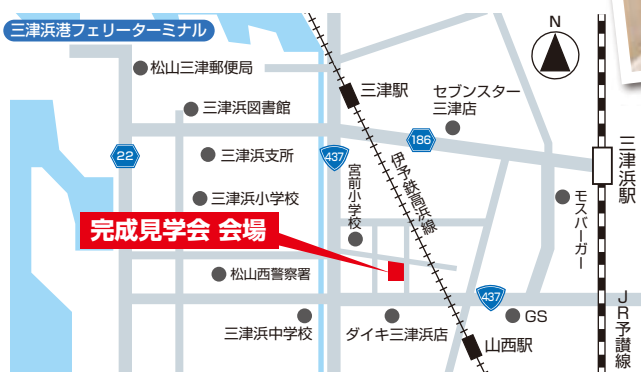 三津浜港フェリーターミナル
N
松山三津郵便局
三津駅
セブンスター
三津店
三津浜図書館
186
三津浜駅
22
三津浜支所
437
伊予鉄高浜線
宮前小学校
三津浜小学校
モスバーガー
完成見学会 会場
松山西警察署
437
JR予讃線
三津浜中学校
ダイキ三津浜店
GS
山西駅